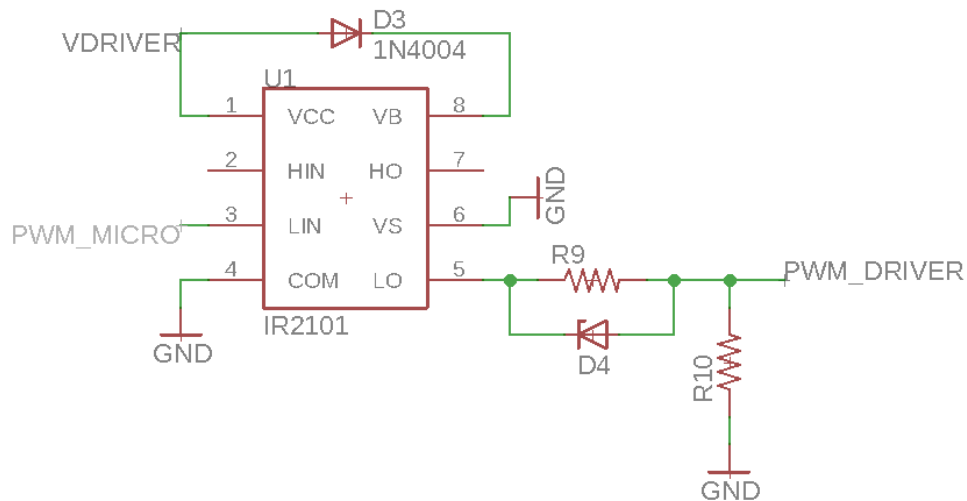 D3
VDRIVER
1N4004
U1
1 VCC VB 8
2 HIN HO 7
GND
PWM_MICRO 3 LIN VS 6
R9
4 COM LO 5 PWM_DRIVER
IR2101
GND
D4
R10
GND